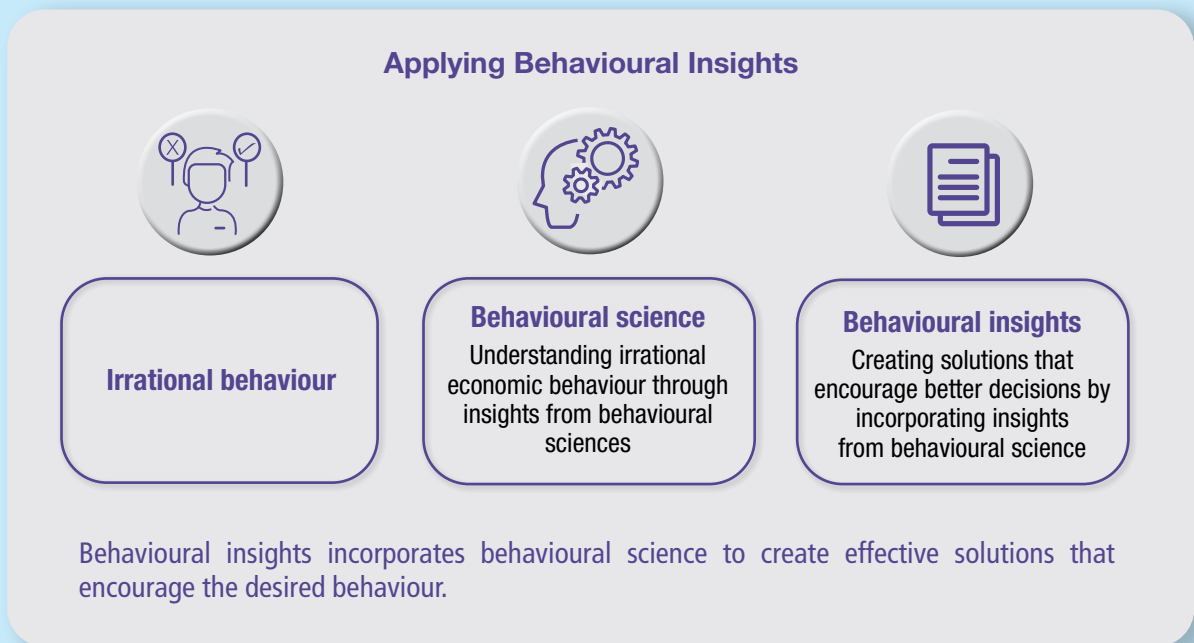 Applying Behavioural Insights
Irrational behaviour
Behavioural science
Understanding irrational
economic behaviour through
insights from behavioural
sciences
Behavioural insights
Creating solutions that
encourage better decisions by
incorporating insights
from behavioural science
Behavioural insights incorporates behavioural science to create effective solutions that
encourage the desired behaviour.